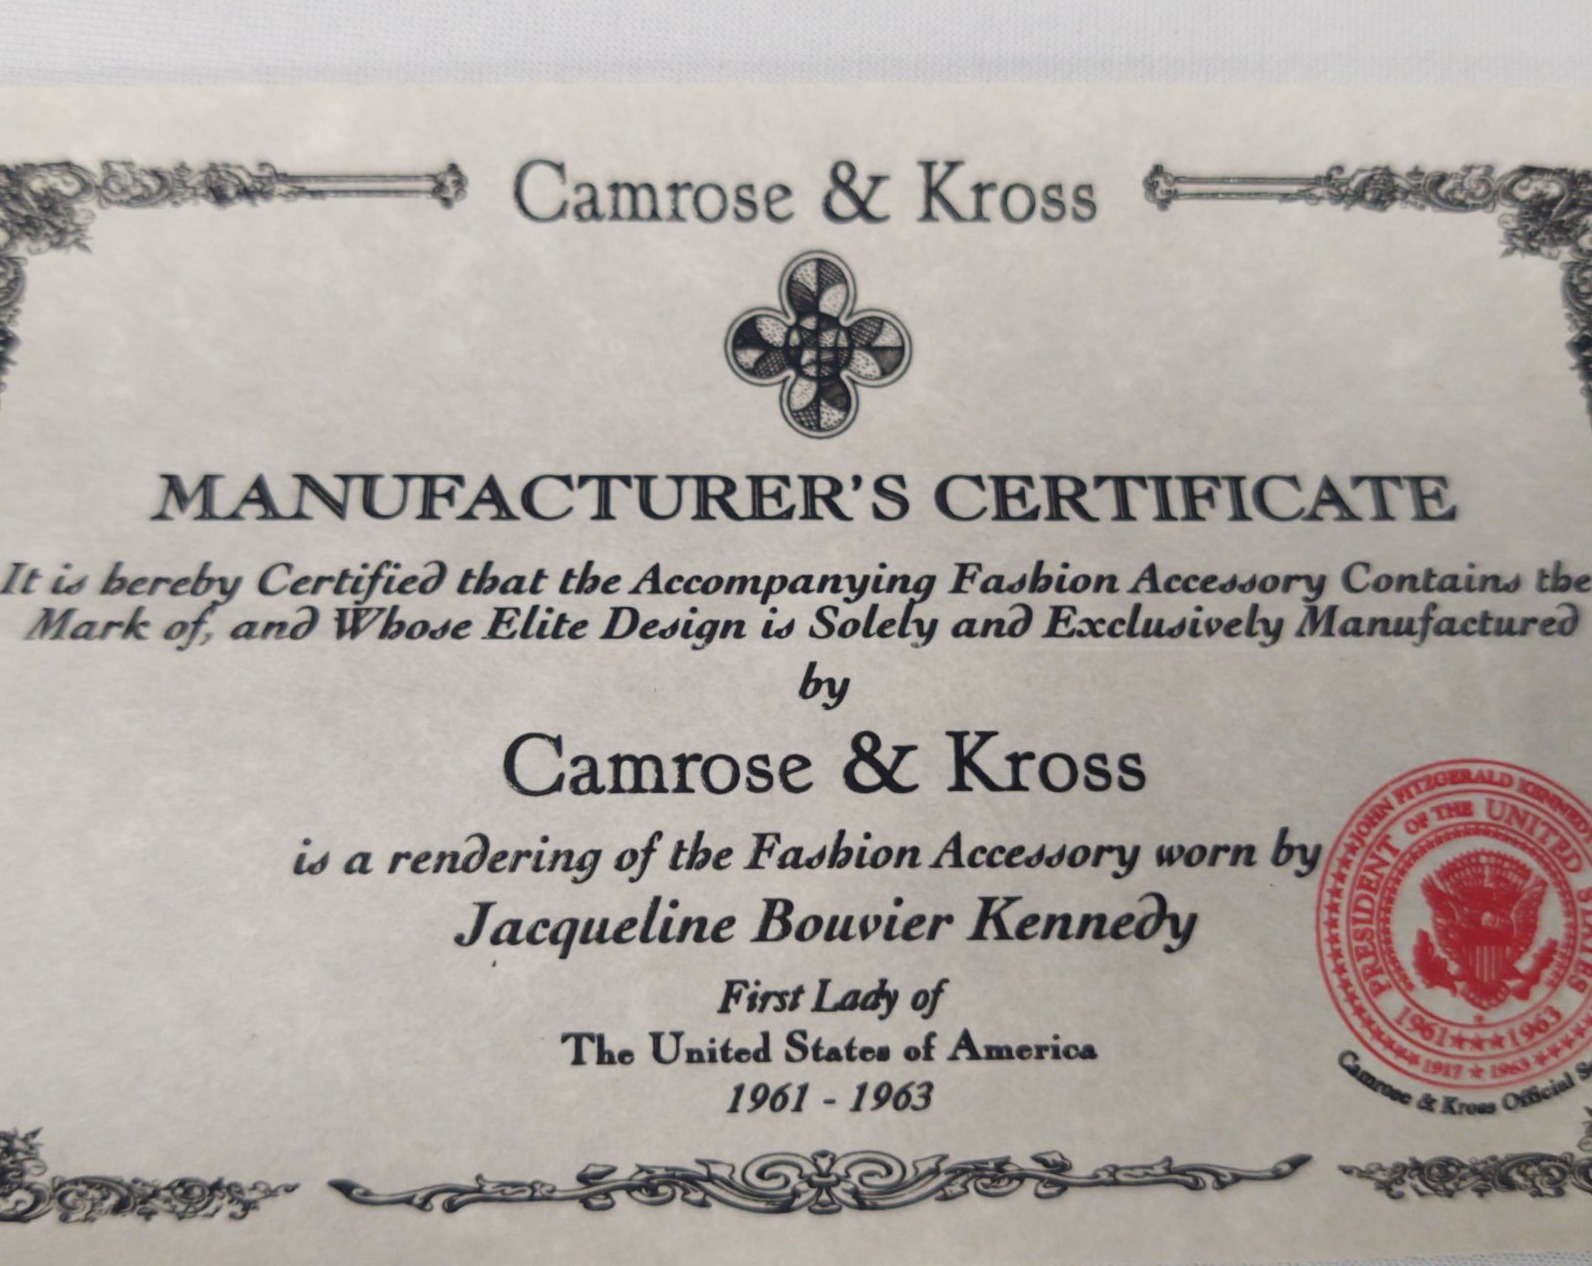 Camrose & Kross
MANUFACTURER'S CERTIFICATE
It is hereby Certified that the Accompanying Fashion Accessory Contains the
Mark of, and Whose Elite Design is Solely and Exclusively Manufactured
by
Camrose & Kross
is a rendering of the Fashion Accessory worn by
Jacqueline Bouvier Kennedy
First Lady of
The United States of America
1961 - 1963
JOHN FITZGERALD KENNEDY
PRESIDENT OF THE UNITED STATES
1961 ★★★ 1963
1917 ★ 1963
Camrose & Kross Official